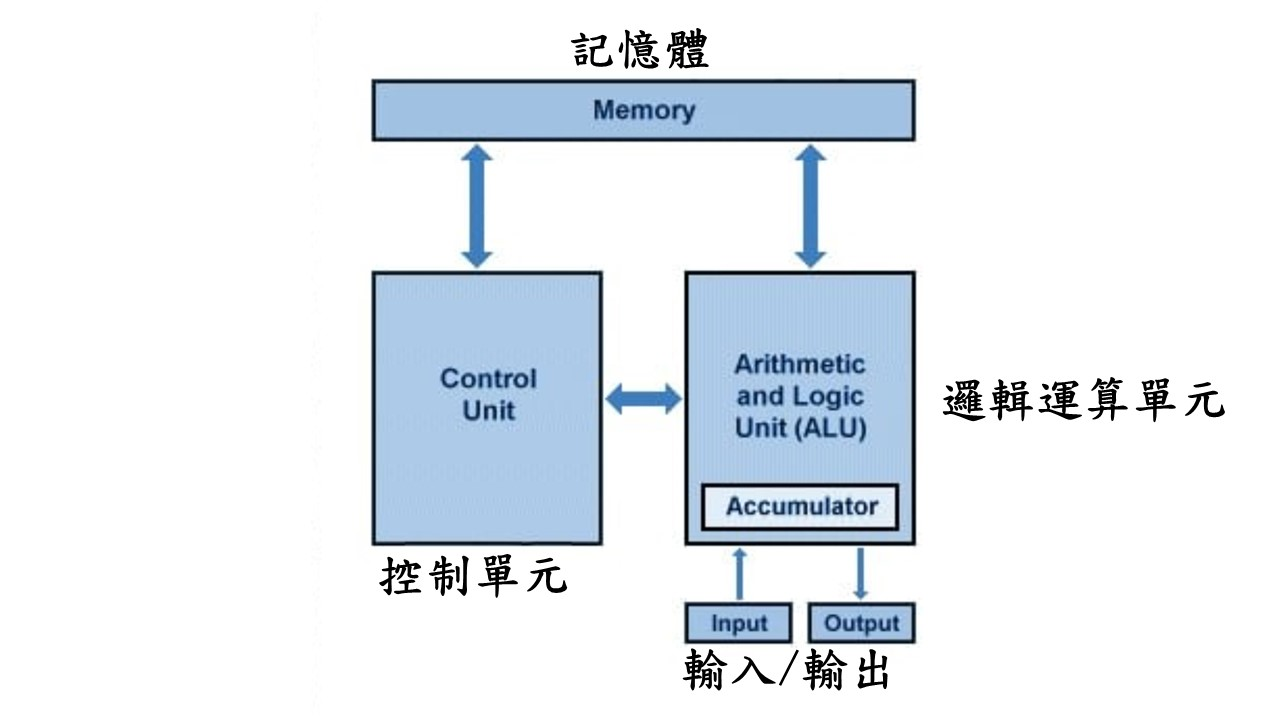 記憶體
Memory
Control
Unit
Arithmetic
and Logic
Unit (ALU)
邏輯運算單元
Accumulator
控制單元
Input
Output
輸入/輸出